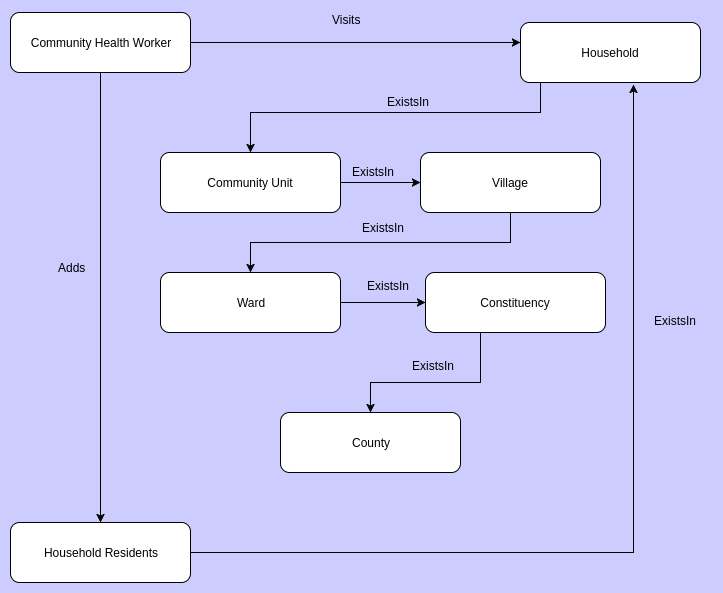 Visits
Community Health Worker
Household
ExistsIn
Community Unit
ExistsIn
Village
ExistsIn
Adds
Ward
ExistsIn
Constituency
ExistsIn
ExistsIn
County
Household Residents